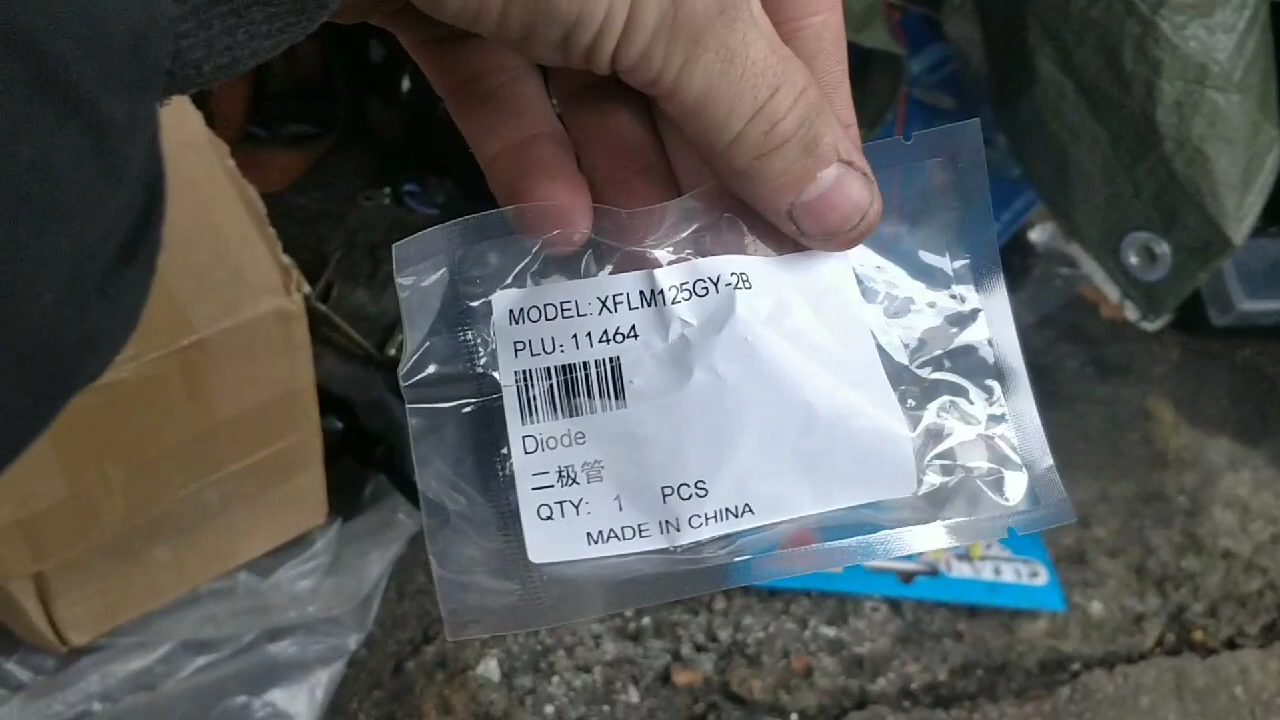 MODEL: XFLM125GY-2B
PLU: 11464
Diode
二极管
QTY: 1 PCS
MADE IN CHINA